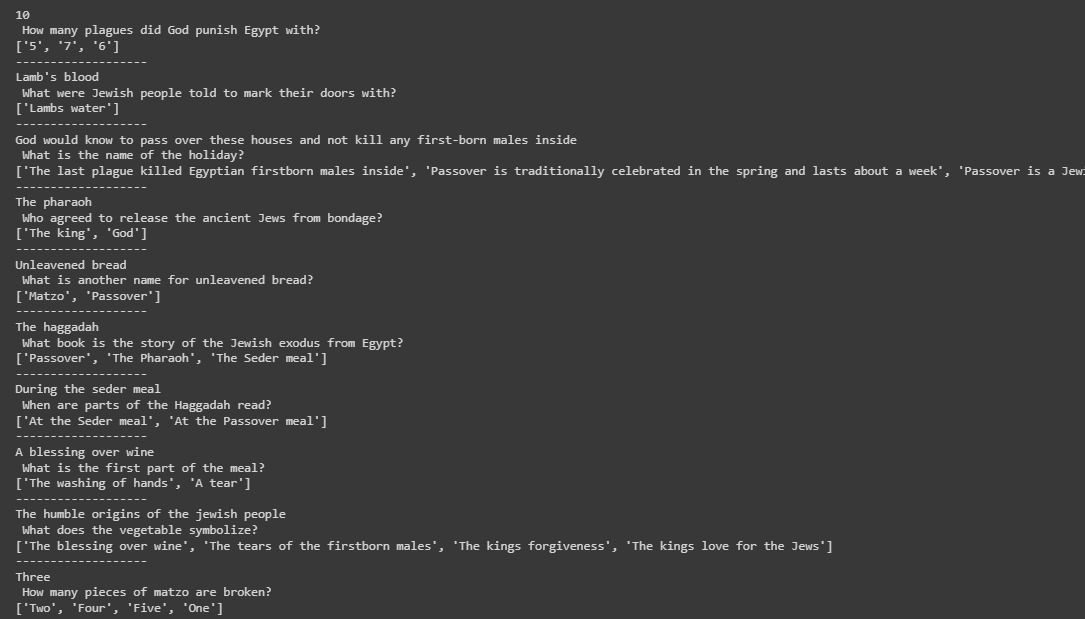 10
How many plagues did God punish Egypt with?
['5', '7', '6']
-------------------
Lamb's blood
What were Jewish people told to mark their doors with?
['Lambs water']
-------------------
God would know to pass over these houses and not kill any first-born males inside
What is the name of the holiday?
['The last plague killed Egyptian firstborn males inside', 'Passover is traditionally celebrated in the spring and lasts about a week', 'Passover is a Jewi
-------------------
The pharaoh
Who agreed to release the ancient Jews from bondage?
['The king', 'God']
-------------------
Unleavened bread
What is another name for unleavened bread?
['Matzo', 'Passover']
-------------------
The haggadah
What book is the story of the Jewish exodus from Egypt?
['Passover', 'The Pharaoh', 'The Seder meal']
-------------------
During the seder meal
When are parts of the Haggadah read?
['At the Seder meal', 'At the Passover meal']
-------------------
A blessing over wine
What is the first part of the meal?
['The washing of hands', 'A tear']
-------------------
The humble origins of the jewish people
What does the vegetable symbolize?
['The blessing over wine', 'The tears of the firstborn males', 'The kings forgiveness', 'The kings love for the Jews']
-------------------
Three
How many pieces of matzo are broken?
['Two', 'Four', 'Five', 'One']